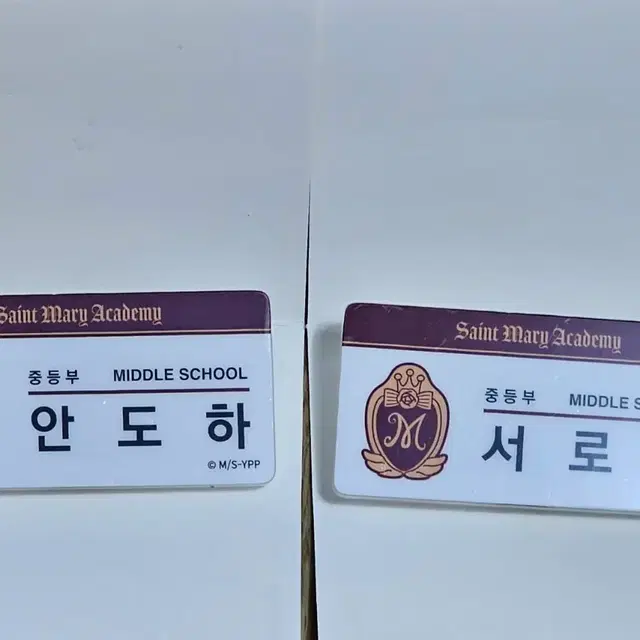 Saint Mary Academy
중등부 MIDDLE SCHOOL
안 도 하
© M/S-YPP
Saint Mary Academy
M
중등부 MIDDLE S
서 로